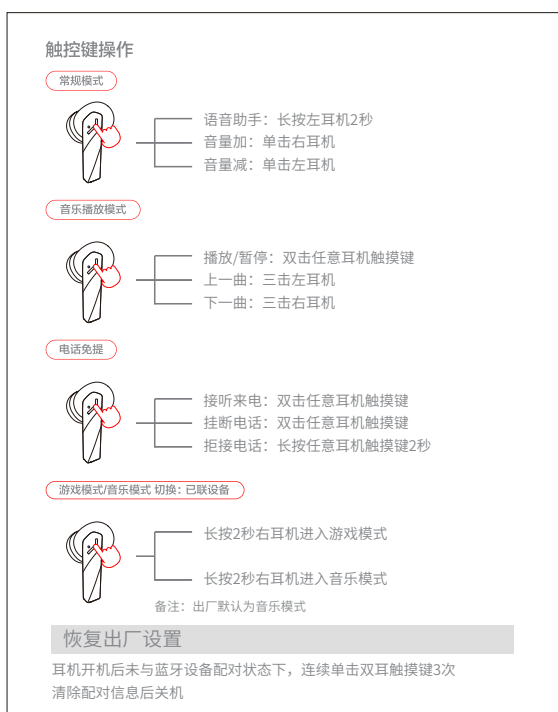 触控键操作
常规模式
语音助手：长按左耳机2秒
音量加：单击右耳机
音量减：单击左耳机
音乐播放模式
播放/暂停：双击任意耳机触摸键
上一曲：三击左耳机
下一曲：三击右耳机
电话免提
接听来电：双击任意耳机触摸键
挂断电话：双击任意耳机触摸键
拒接电话：长按任意耳机触摸键2秒
游戏模式/音乐模式 切换：已联设备
长按2秒右耳机进入游戏模式
长按2秒右耳机进入音乐模式
备注：出厂默认为音乐模式
恢复出厂设置
耳机开机后未与蓝牙设备配对状态下，连续单击双耳触摸键3次
清除配对信息后关机